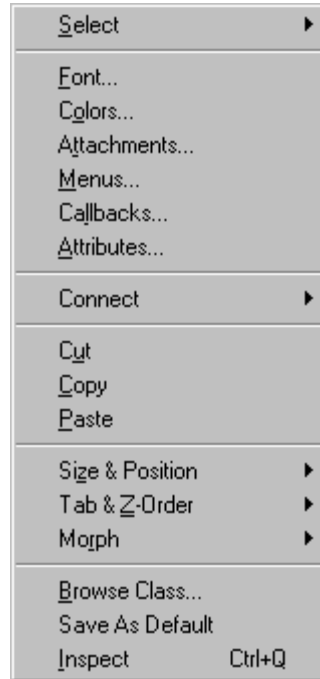 Select
Font...
Colors...
Attachments...
Menus...
Callbacks...
Attributes...
Connect
Cut
Copy
Paste
Size & Position
Tab & Z-Order
Morph
Browse Class...
Save As Default
Inspect Ctrl+Q